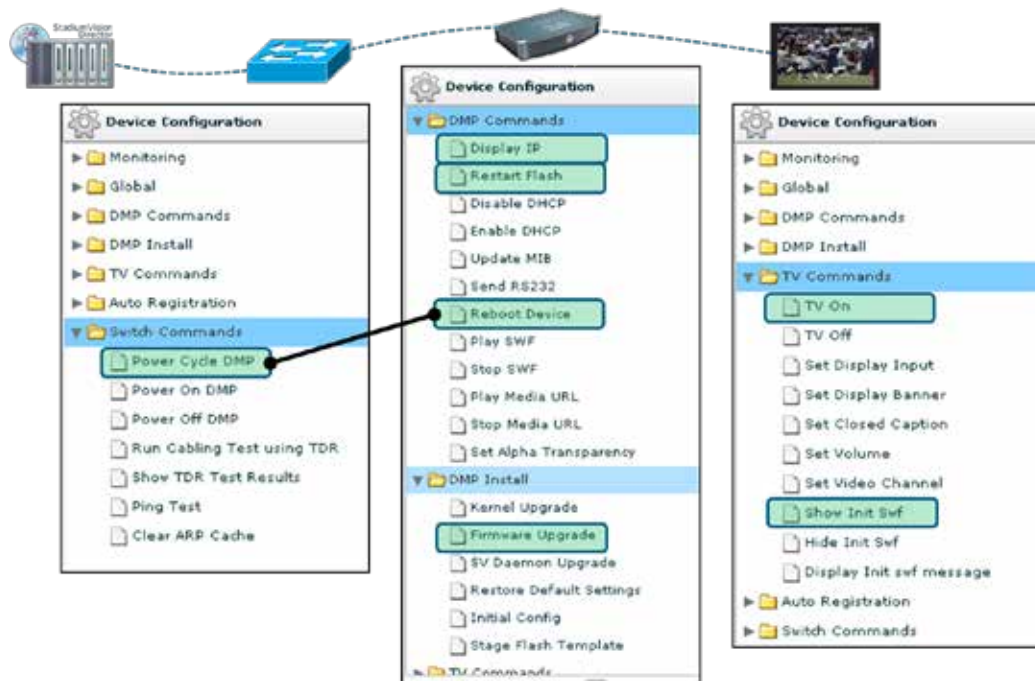 StadiumVision
Director
Device Configuration
Monitoring
Global
DMP Commands
DMP Install
TV Commands
Auto Registration
Switch Commands
Power Cycle DMP
Power On DMP
Power Off DMP
Run Cabling Test using TDR
Show TDR Test Results
Ping Test
Clear ARP Cache
Device Configuration
DMP Commands
Display IP
Restart Flash
Disable DHCP
Enable DHCP
Update MIB
Send RS232
Reboot Device
Play SWF
Stop SWF
Play Media URL
Stop Media URL
Set Alpha Transparency
DMP Install
Kernel Upgrade
Firmware Upgrade
SV Daemon Upgrade
Restore Default Settings
Initial Config
Stage Flash Template
TV Commands
Device Configuration
Monitoring
Global
DMP Commands
DMP Install
TV Commands
TV On
TV Off
Set Display Input
Set Display Banner
Set Closed Caption
Set Volume
Set Video Channel
Show Init Swf
Hide Init Swf
Display Init swf message
Auto Registration
Switch Commands